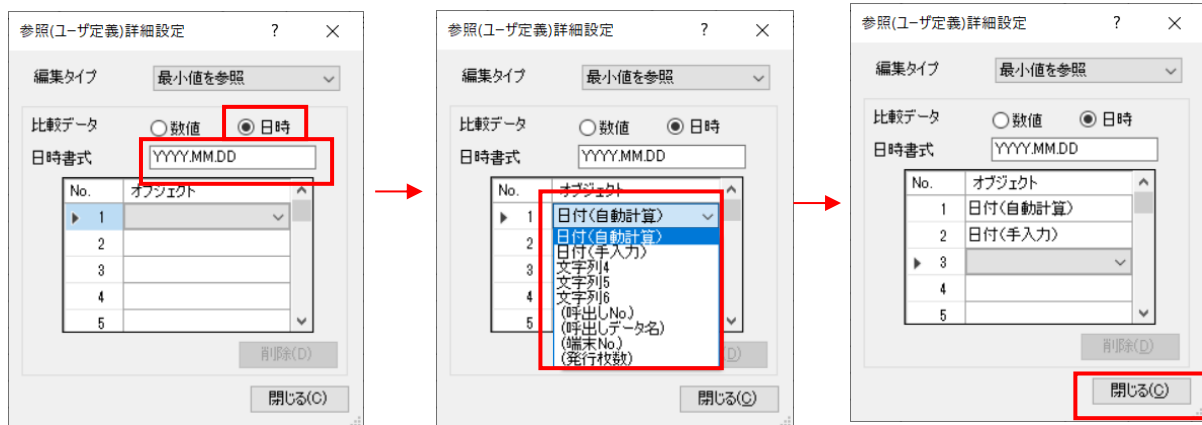 参照(ユーザ定義)詳細設定 ? ×
編集タイプ 最小値を参照
比較データ 数値 日時
日時書式 YYYY.MM.DD
No. オブジェクト
1
2
3
4
5
削除(D)
閉じる(C)
参照(ユーザ定義)詳細設定 ? ×
編集タイプ 最小値を参照
比較データ 数値 日時
日時書式 YYYY.MM.DD
No. オブジェクト
1 日付(自動計算)
2 日付(自動計算)
日付(手入力)
3 文字列4
文字列5
4 文字列6
(呼出しNo.)
5 (呼出しデータ名)
(端末No.)
(発行枚数) D)
閉じる(C)
参照(ユーザ定義)詳細設定 ? ×
編集タイプ 最小値を参照
比較データ 数値 日時
日時書式 YYYY.MM.DD
No. オブジェクト
1 日付(自動計算)
2 日付(手入力)
3
4
5
削除(D)
閉じる(C)